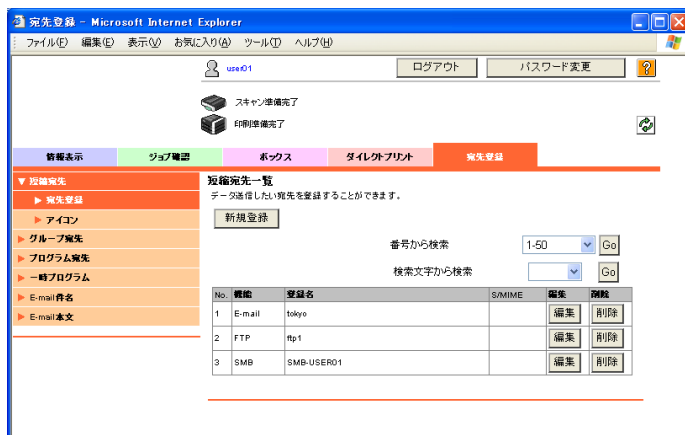 宛先登録 - Microsoft Internet Explorer
ファイル(F) 編集(E) 表示(V) お気に入り(A) ツール(T) ヘルプ(H)
user01 ログアウト パスワード変更 ?
スキャン準備完了
印刷準備完了
情報表示 ジョブ確認 ボックス ダイレクトプリント 宛先登録
▼ 短縮宛先
▶ 宛先登録
▶ アイコン
▶ グループ宛先
▶ プログラム宛先
▶ 一時プログラム
▶ E-mail件名
▶ E-mail本文
短縮宛先一覧
データ送信したい宛先を登録することができます。
新規登録
番号から検索 1-50 Go
検索文字から検索 Go
No. 機能 登録名 S/MIME 編集 削除
1 E-mail tokyo 編集 削除
2 FTP ftp1 編集 削除
3 SMB SMB-USER01 編集 削除